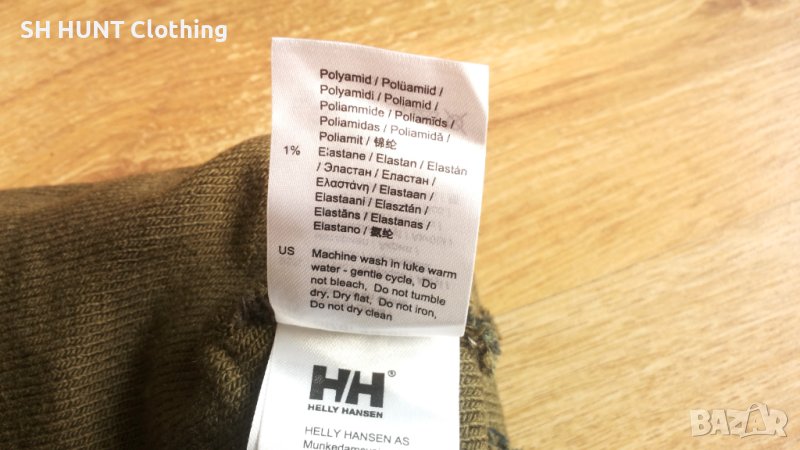 SH HUNT Clothing
Polyamid / Polüamiid /
Polyamidi / Poliamid /
Poliammide / Poliamīds /
Poliamidas / Poliamidă /
Poliamit / 锦纶
1% Elastane / Elastan / Elastán
/ Эластан / Еластан /
Ελαστάνη / Elastaan /
Elastaani / Elasztán /
Elastāns / Elastanas /
Elastano / 氨纶
US Machine wash in luke warm
water - gentle cycle, Do
not bleach, Do not tumble
dry, Dry flat, Do not iron,
Do not dry clean
HH®
HELLY HANSEN
HELLY HANSEN AS
BAZAR